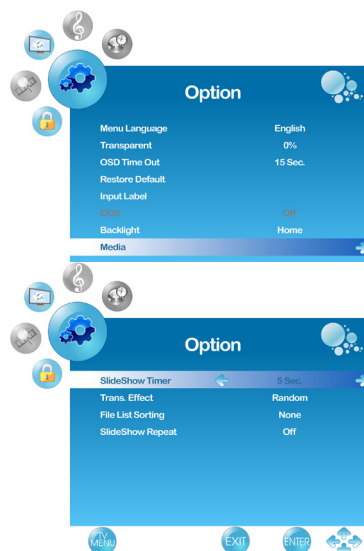 Option
Menu Language English
Transparent 0%
OSD Time Out 15 Sec.
Restore Default
Input Label
DCR Off
Backlight Home
Media
Option
SlideShow Timer 5 Sec.
Trans. Effect Random
File List Sorting None
SlideShow Repeat Off
TV MENU EXIT ENTER